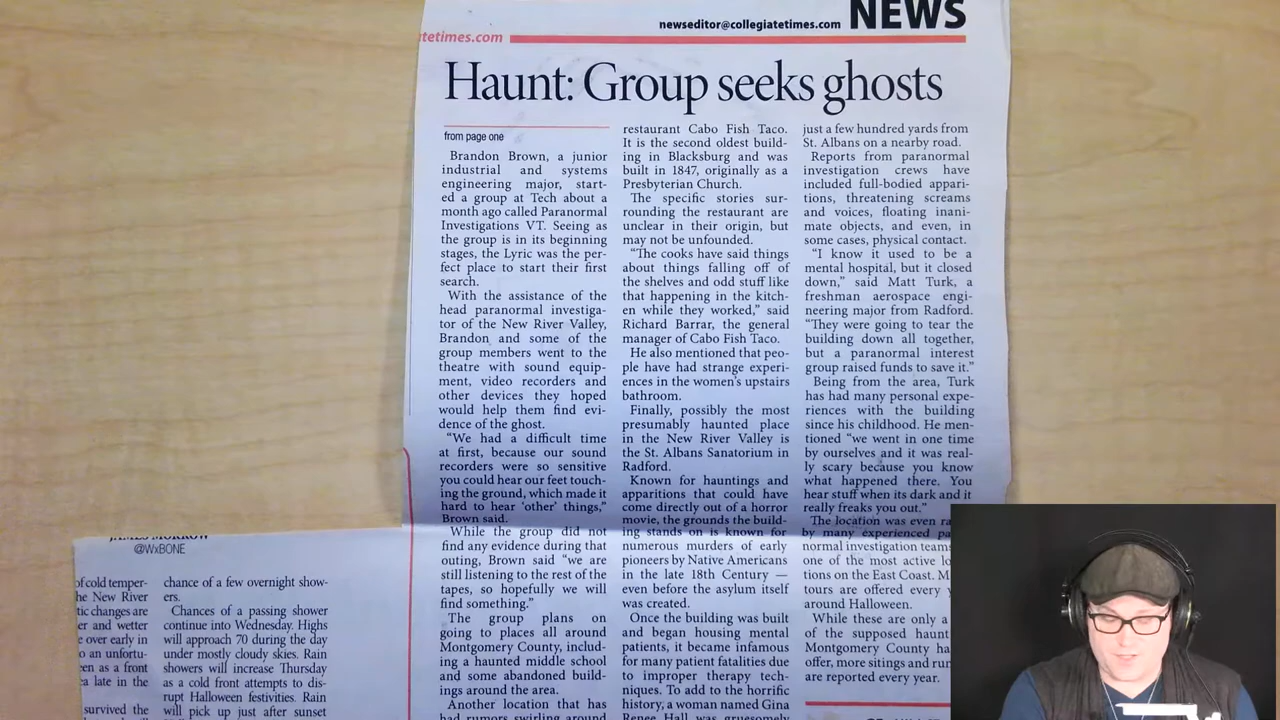 newseditor@collegiatetimes.com NEWS
tetimes.com
Haunt: Group seeks ghosts
from page one
Brandon Brown, a junior
industrial and systems
engineering major, start-
ed a group at Tech about a
month ago called Paranormal
Investigations VT. Seeing as
the group is in its beginning
stages, the Lyric was the per-
fect place to start their first
search.
With the assistance of the
head paranormal investiga-
tor of the New River Valley,
Brandon and some of the
group members went to the
theatre with sound equip-
ment, video recorders and
other devices they hoped
would help them find evi-
dence of the ghost.
"We had a difficult time
at first, because our sound
recorders were so sensitive
you could hear our feet touch-
ing the ground, which made it
hard to hear 'other' things,"
Brown said.
While the group did not
find any evidence during that
outing, Brown said "we are
still listening to the rest of the
tapes, so hopefully we will
find something."
The group plans on
going to places all around
Montgomery County, includ-
ing a haunted middle school
and some abandoned build-
ings around the area.
Another location that has
had rumors swirling around
restaurant Cabo Fish Taco.
It is the second oldest build-
ing in Blacksburg and was
built in 1847, originally as a
Presbyterian Church.
The specific stories sur-
rounding the restaurant are
unclear in their origin, but
may not be unfounded.
"The cooks have said things
about things falling off of
the shelves and odd stuff like
that happening in the kitch-
en while they worked," said
Richard Barrar, the general
manager of Cabo Fish Taco.
He also mentioned that peo-
ple have had strange experi-
ences in the women's upstairs
bathroom.
Finally, possibly the most
presumably haunted place
in the New River Valley is
the St. Albans Sanatorium in
Radford.
Known for hauntings and
apparitions that could have
come directly out of a horror
movie, the grounds the build-
ing stands on is known for
numerous murders of early
pioneers by Native Americans
in the late 18th Century —
even before the asylum itself
was created.
Once the building was built
and began housing mental
patients, it became infamous
for many patient fatalities due
to improper therapy tech-
niques. To add to the horrific
history, a woman named Gina
Renee Hall was gruesomely
just a few hundred yards from
St. Albans on a nearby road.
Reports from paranormal
investigation crews have
included full-bodied appari-
tions, threatening screams
and voices, floating inani-
mate objects, and even, in
some cases, physical contact.
"I know it used to be a
mental hospital, but it closed
down," said Matt Turk, a
freshman aerospace engi-
neering major from Radford.
"They were going to tear the
building down all together,
but a paranormal interest
group raised funds to save it."
Being from the area, Turk
has had many personal expe-
riences with the building
since his childhood. He men-
tioned "we went in one time
by ourselves and it was real-
ly scary because you know
what happened there. You
hear stuff when its dark and it
really freaks you out."
The location was even ra
by many experienced pa
normal investigation teams
one of the most active lo
tions on the East Coast. M
tours are offered every
around Halloween.
While these are only a
of the supposed haunt
Montgomery County ha
offer, more sitings and run
are reported every year.
JAMES MORROW
@WxBONE
of cold temper-
he New River
tic changes are
er and wetter
e over early in
o an unfortu-
en as a front
ea late in the
survived the
chance of a few overnight show-
ers.
Chances of a passing shower
continue into Wednesday. Highs
will approach 70 during the day
under mostly cloudy skies. Rain
showers will increase Thursday
as a cold front attempts to dis-
rupt Halloween festivities. Rain
will pick up just after sunset